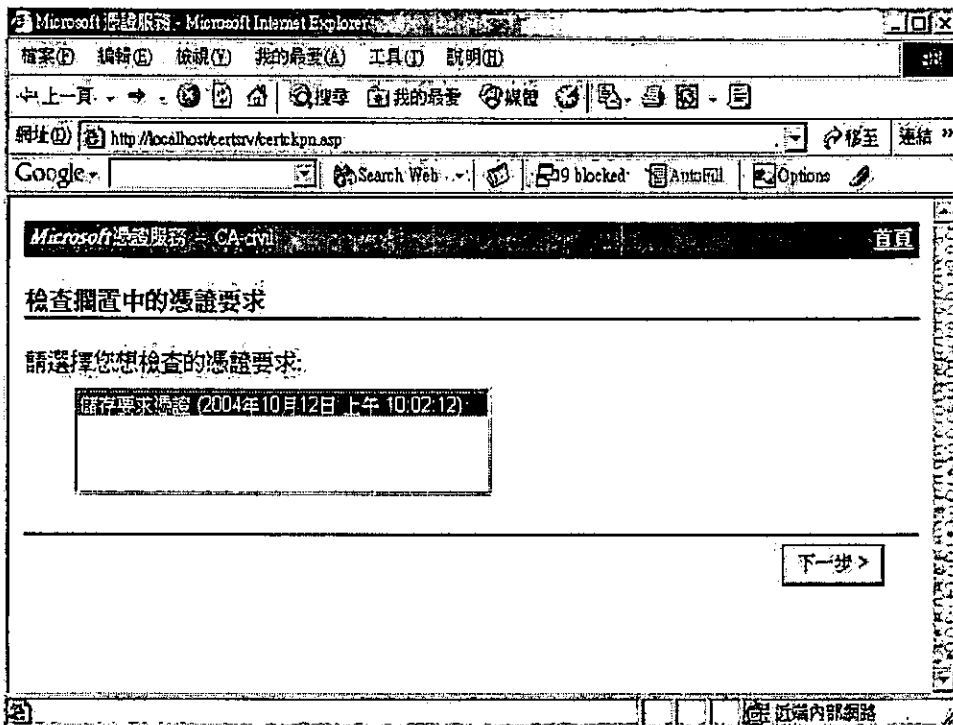 Microsoft 憑證服務 - Microsoft Internet Explorer
檔案(F) 編輯(E) 檢視(V) 我的最愛(A) 工具(T) 說明(H)
上一頁 搜尋 我的最愛 媒體
網址(D) http://localhost/certsrv/certckpn.asp 移至 連結 »
Google Search Web 39 blocked AutoFill Options
Microsoft 憑證服務 -- CA-civil 首頁
檢查擱置中的憑證要求
請選擇您想檢查的憑證要求:
儲存要求憑證 (2004年10月12日 上午 10:02:12)
下一步 >
近端內部網路